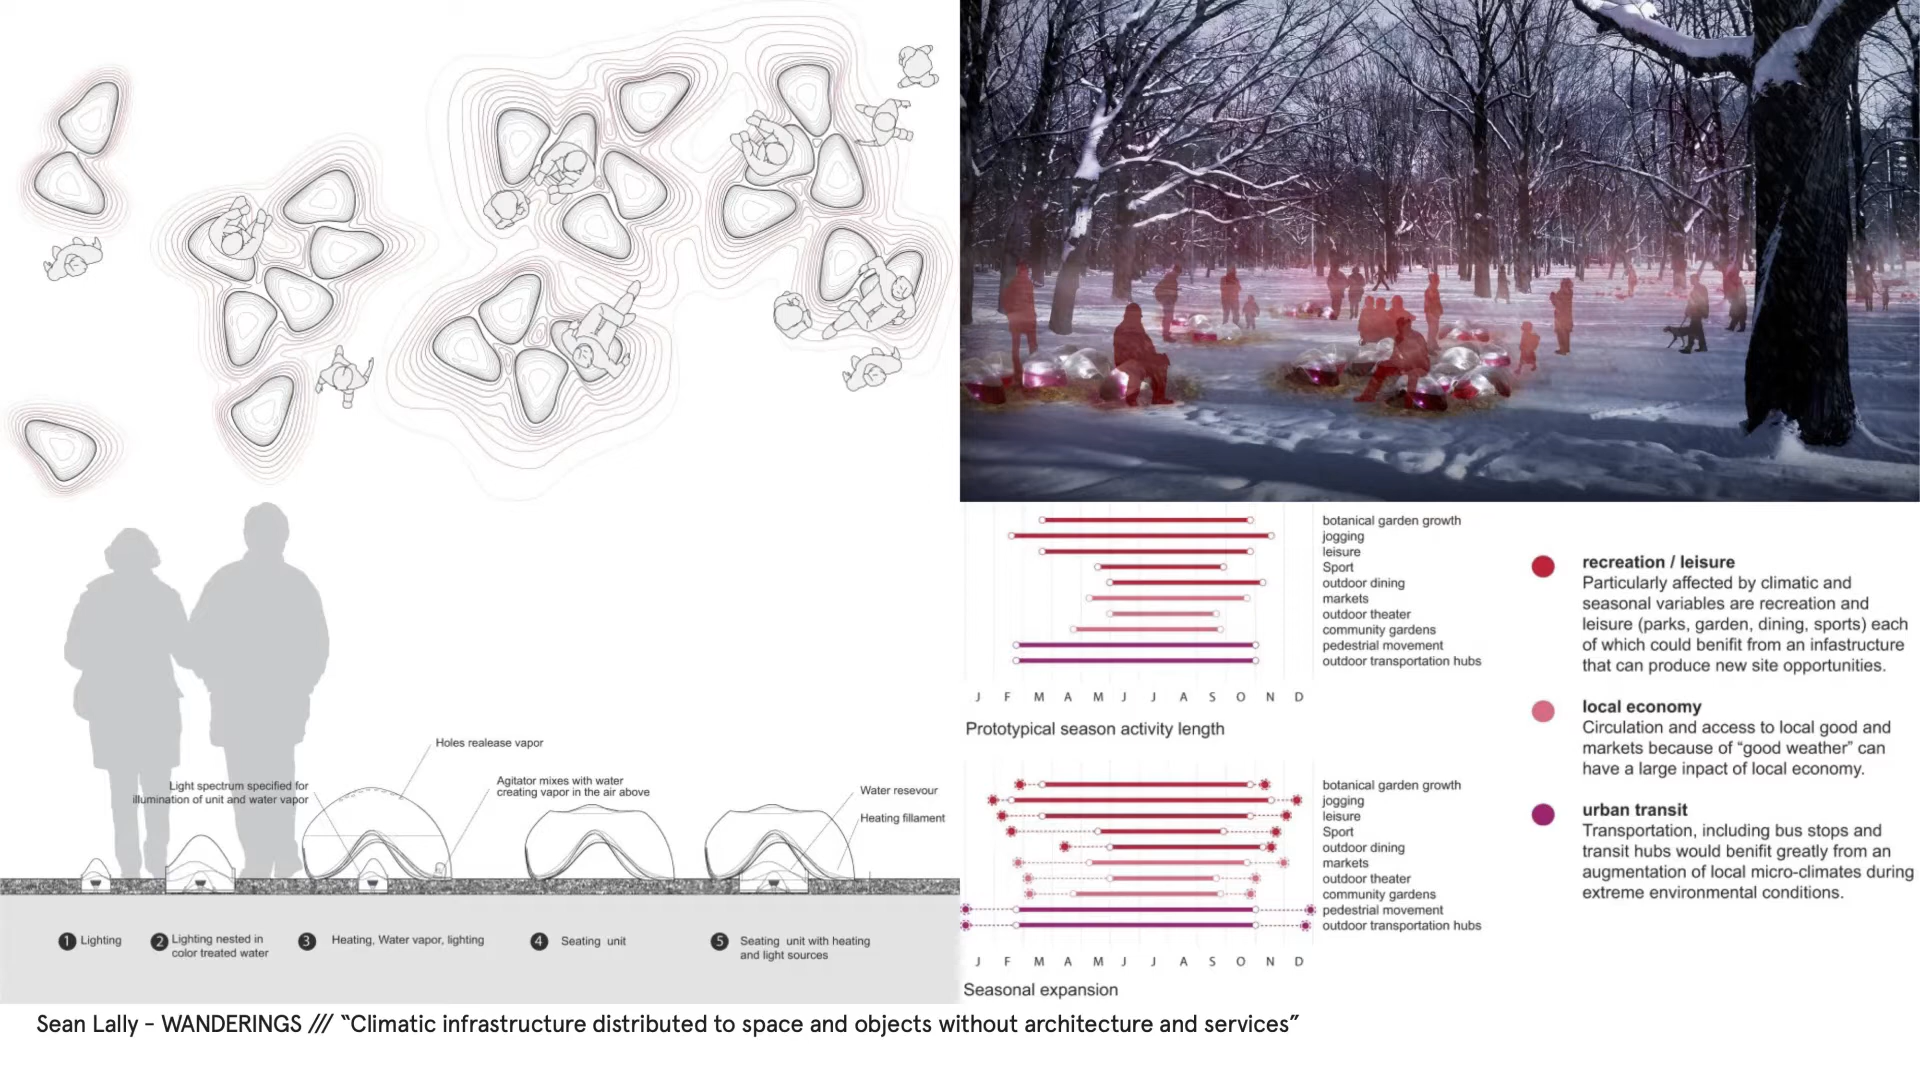 Holes realease vapor
Light spectrum specified for
illumination of unit and water vapor
Agitator mixes with water
creating vapor in the air above
Water resevour
Heating fillament
1 Lighting
2 Lighting nested in
color treated water
3 Heating, Water vapor, lighting
4 Seating unit
5 Seating unit with heating
and light sources
botanical garden growth
jogging
leisure
Sport
outdoor dining
markets
outdoor theater
community gardens
pedestrial movement
outdoor transportation hubs
J F M A M J J A S O N D
Prototypical season activity length
botanical garden growth
jogging
leisure
Sport
outdoor dining
markets
outdoor theater
community gardens
pedestrial movement
outdoor transportation hubs
J F M A M J J A S O N D
Seasonal expansion
recreation / leisure
Particularly affected by climatic and
seasonal variables are recreation and
leisure (parks, garden, dining, sports) each
of which could benifit from an infastructure
that can produce new site opportunities.
local economy
Circulation and access to local good and
markets because of “good weather” can
have a large inpact of local economy.
urban transit
Transportation, including bus stops and
transit hubs would benifit greatly from an
augmentation of local micro-climates during
extreme environmental conditions.
Sean Lally - WANDERINGS /// “Climatic infrastructure distributed to space and objects without architecture and services”